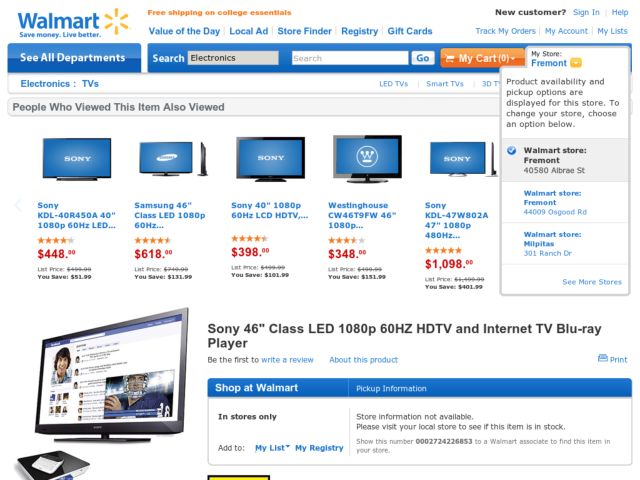 Walmart
Save money. Live better.
Free shipping on college essentials
New customer? Sign In | Help
Value of the Day | Local Ad | Store Finder | Registry | Gift Cards
Track My Orders | My Account | My Lists
See All Departments
Search Electronics
Search
Go
My Cart (0)
My Store:
Fremont
Electronics : TVs
LED TVs | Smart TVs | 3D T
Product availability and
pickup options are
displayed for this store. To
change your store, choose
an option below.
Walmart store:
Fremont
40580 Albrae St
Walmart store:
Fremont
44009 Osgood Rd
Walmart store:
Milpitas
301 Ranch Dr
See More Stores
People Who Viewed This Item Also Viewed
SONY
Sony
KDL-40R450A 40"
1080p 60Hz LED...
$448.00
List Price: $499.99
You Save: $51.99
SAMSUNG
Samsung 46"
Class LED 1080p
60Hz...
$618.00
List Price: $749.99
You Save: $131.99
SONY
Sony 40" 1080p
60Hz LCD HDTV,...
$398.00
List Price: $499.99
You Save: $101.99
Westinghouse
Westinghouse
CW46T9FW 46"
1080p...
$348.00
List Price: $499.99
You Save: $151.99
SONY
Sony
KDL-47W802A
47" 1080p
480Hz...
$1,098.00
List Price: $1,499.99
You Save: $401.99
Sony 46" Class LED 1080p 60HZ HDTV and Internet TV Blu-ray
Player
Be the first to write a review
About this product
Print
Shop at Walmart
Pickup Information
In stores only
Store information not available.
Please visit your local store to see if this item is in stock.
Add to: My List My Registry
Show this number 0002724226853 to a Walmart associate to find this item in
your store.